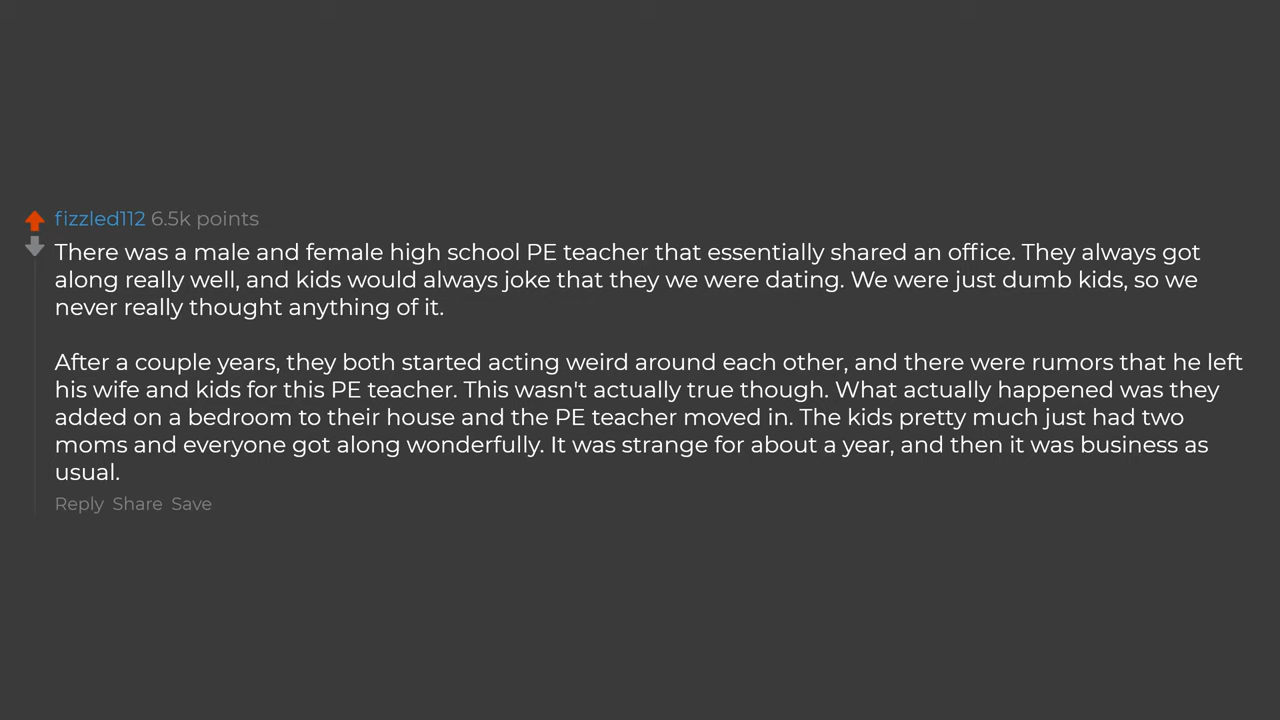 fizzled112 6.5k points
There was a male and female high school PE teacher that essentially shared an office. They always got
along really well, and kids would always joke that they we were dating. We were just dumb kids, so we
never really thought anything of it.
After a couple years, they both started acting weird around each other, and there were rumors that he left
his wife and kids for this PE teacher. This wasn't actually true though. What actually happened was they
added on a bedroom to their house and the PE teacher moved in. The kids pretty much just had two
moms and everyone got along wonderfully. It was strange for about a year, and then it was business as
usual.
Reply Share Save